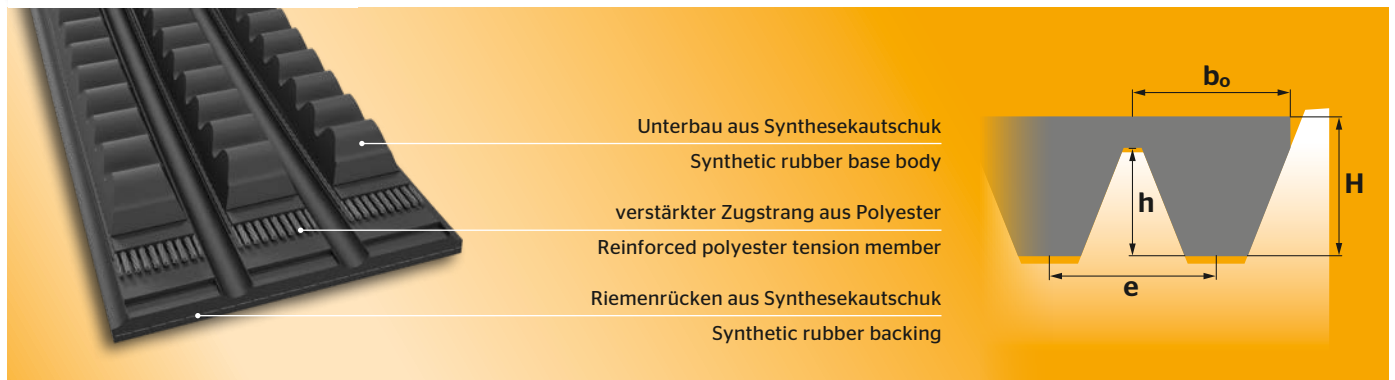 Unterbau aus Synthesekautschuk
Synthetic rubber base body
verstärkter Zugstrang aus Polyester
Reinforced polyester tension member
Riemenrücken aus Synthesekautschuk
Synthetic rubber backing
bₒ
h
H
e